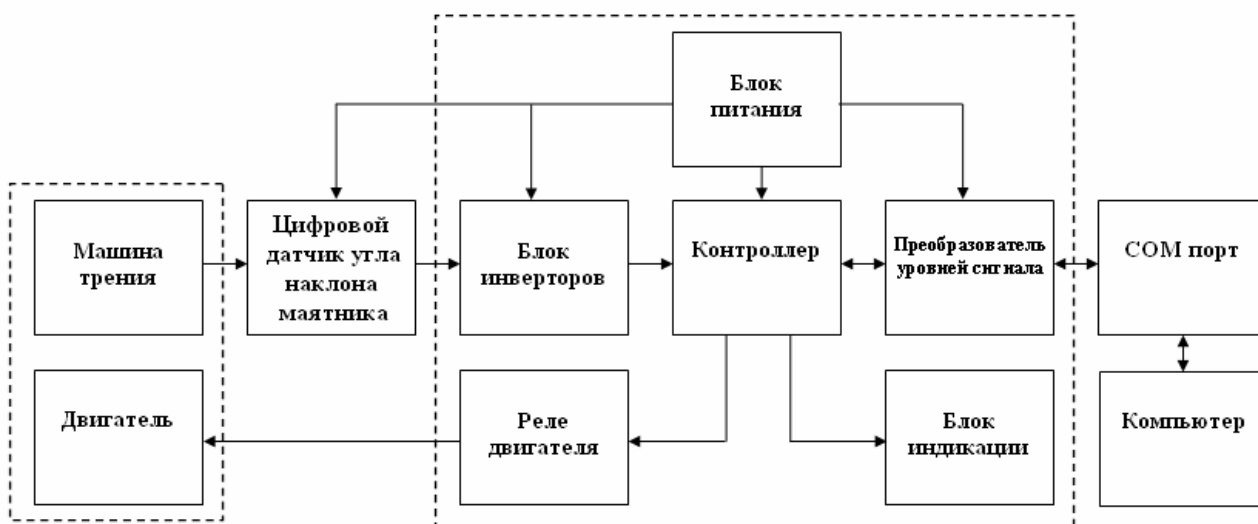 Блок
питания
Машина
трения
Цифровой
датчик угла
наклона
маятника
Блок
инверторов
Контроллер
Преобразователь
уровней сигнала
COM порт
Двигатель
Реле
двигателя
Блок
индикации
Компьютер